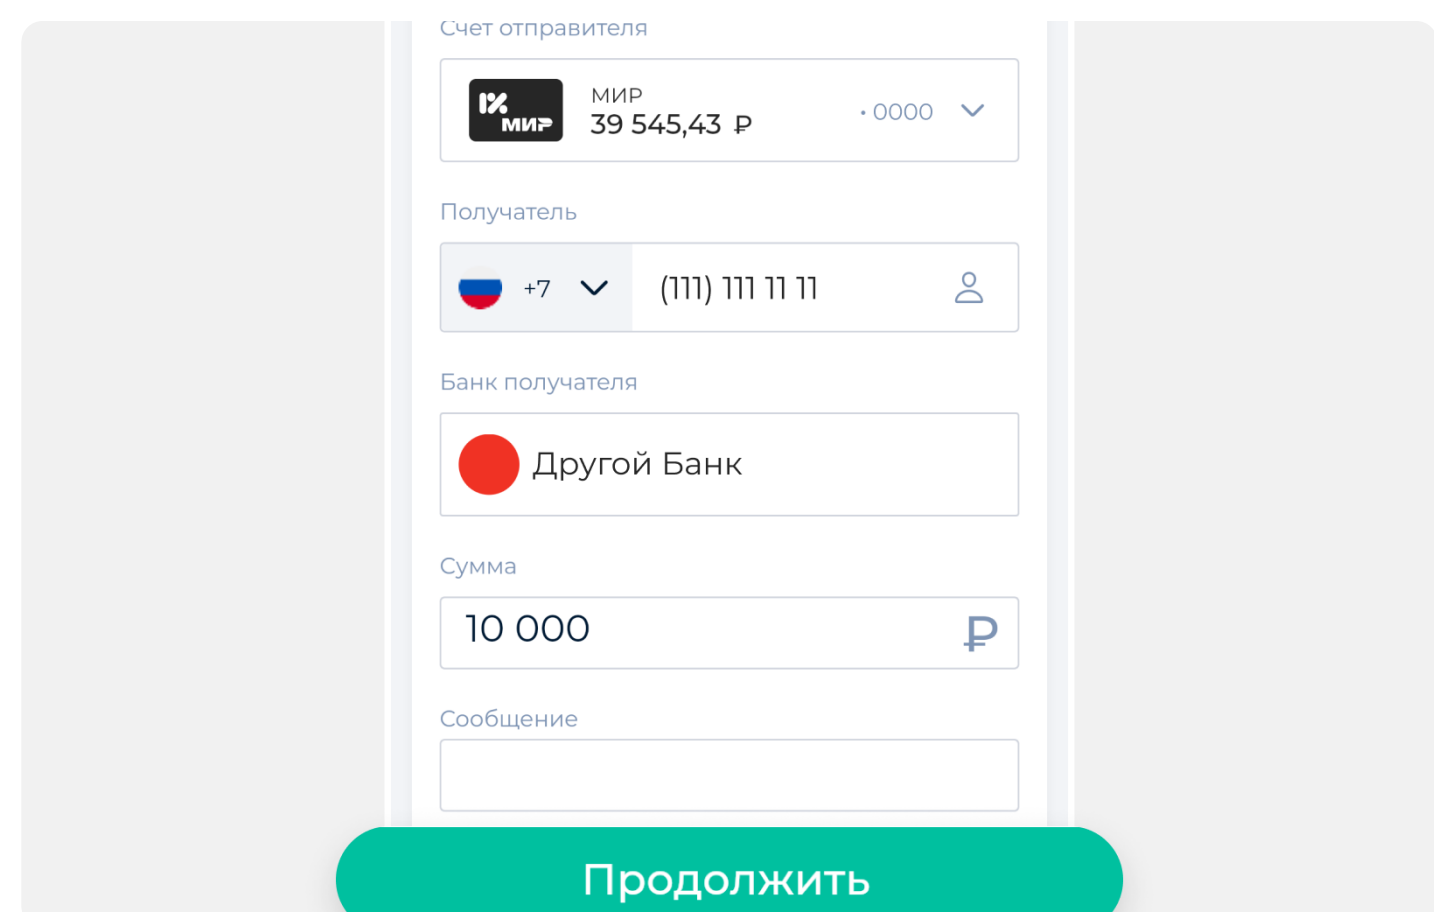 Счет отправителя
МИР
МИР
39 545,43 ₽
• 0000
Получатель
+7
(111) 111 11 11
Банк получателя
Другой Банк
Сумма
10 000 ₽
Сообщение
Продолжить